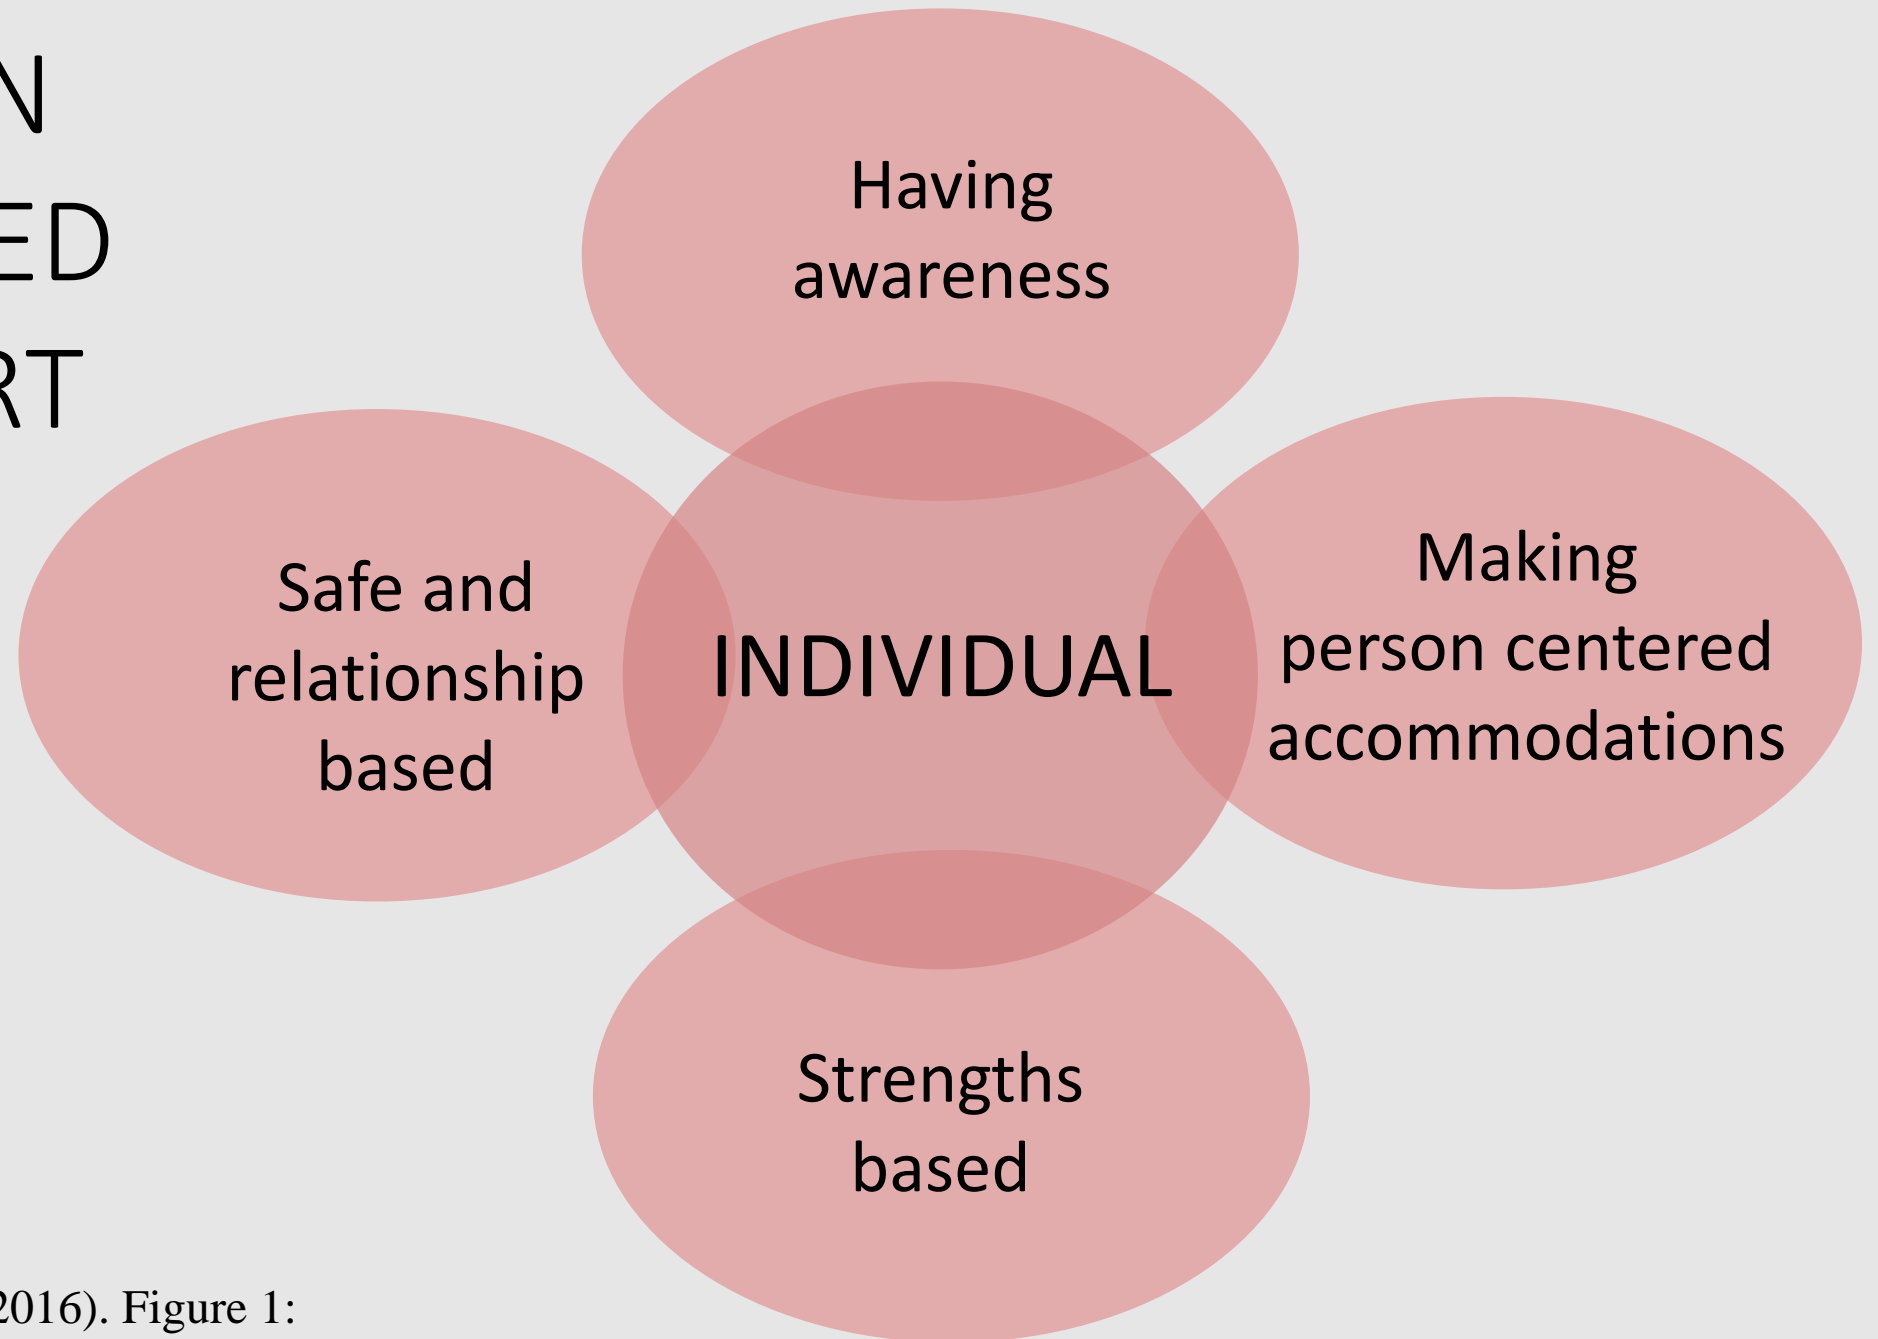 N
ED
RT
Having
awareness
Safe and
relationship
based
INDIVIDUAL
Making
person centered
accommodations
Strengths
based
2016). Figure 1: